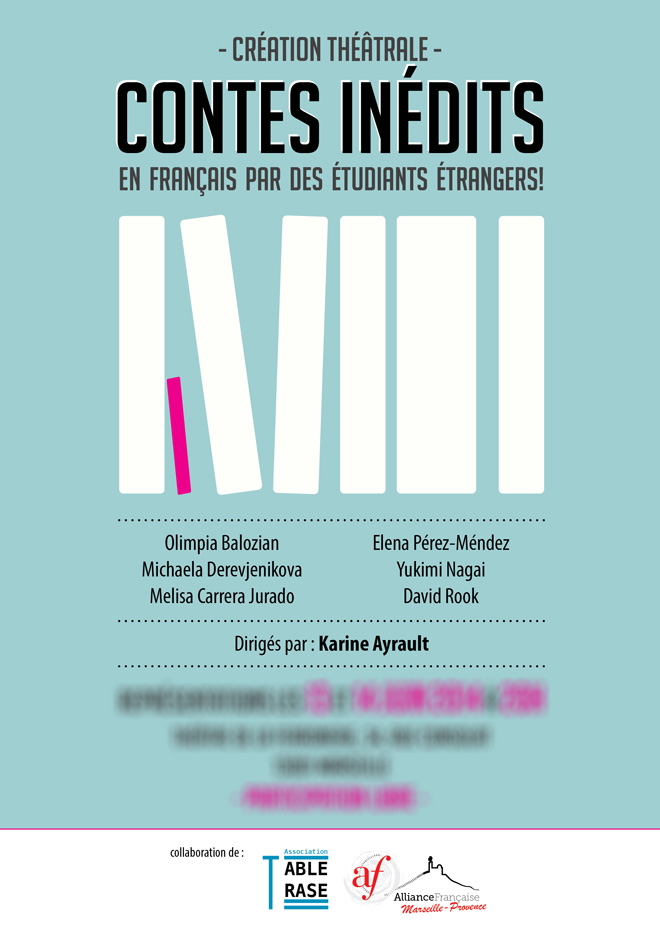 - CRÉATION THÉÂTRALE -
CONTES INÉDITS
EN FRANÇAIS PAR DES ÉTUDIANTS ÉTRANGERS!
Olimpia Balozian
Michaela Derevjenikova
Melisa Carrera Jurado
Elena Pérez-Méndez
Yukimi Nagai
David Rook
Dirigés par : Karine Ayrault
collaboration de :
Association
TABLE
RASE
af
AllianceFrançaise
Marseille-Provence